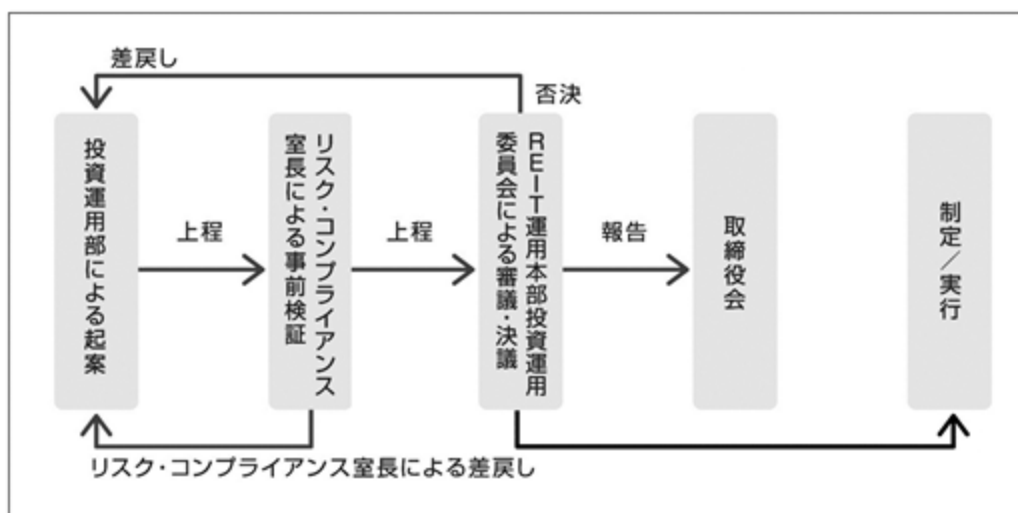 差戻し
否決
投資運用部による起案
上程
リスク・コンプライアンス
室長による事前検証
上程
REIT運用本部投資運用
委員会による審議・決議
報告
取締役会
制定／実行
リスク・コンプライアンス室長による差戻し